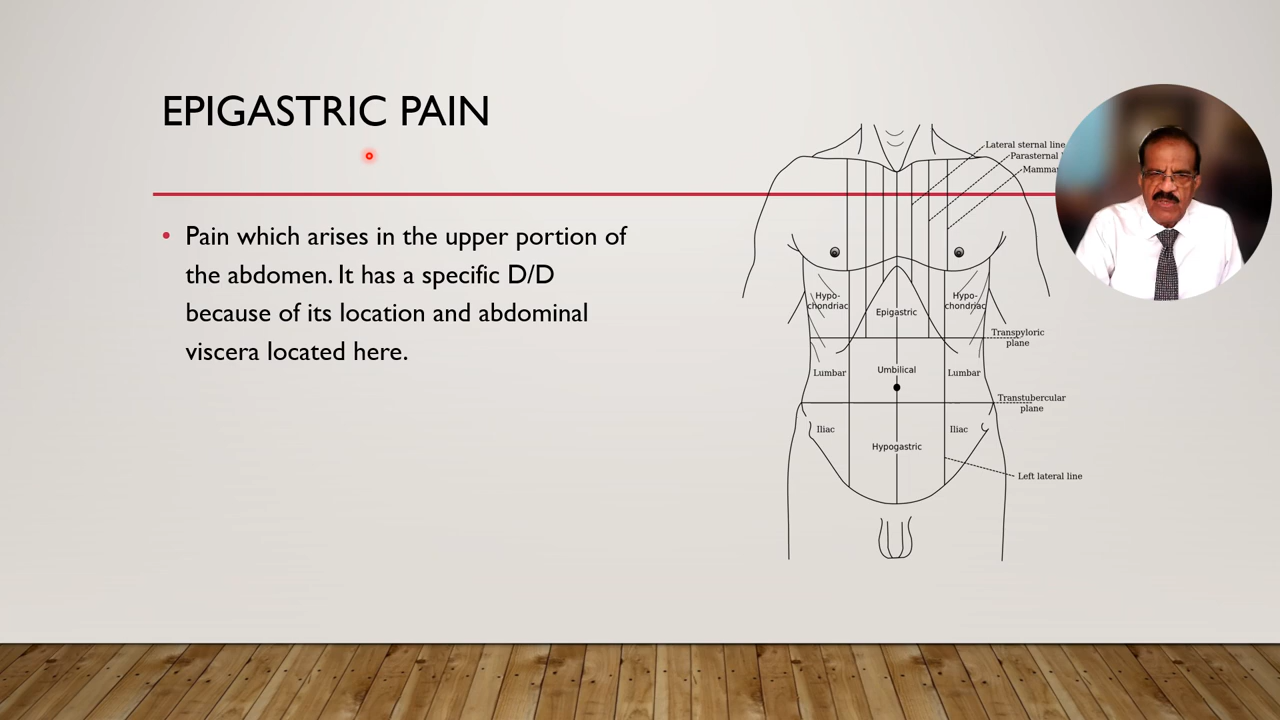 EPIGASTRIC PAIN
• Pain which arises in the upper portion of
the abdomen. It has a specific D/D
because of its location and abdominal
viscera located here.
Lateral sternal line
Parasternal
Hypo-
chondriac
Epigastric
Hypo-
chondriac
Transpyloric
plane
Lumbar
Umbilical
Lumbar
Transtubercular
plane
Iliac
Hypogastric
Iliac
Left lateral line